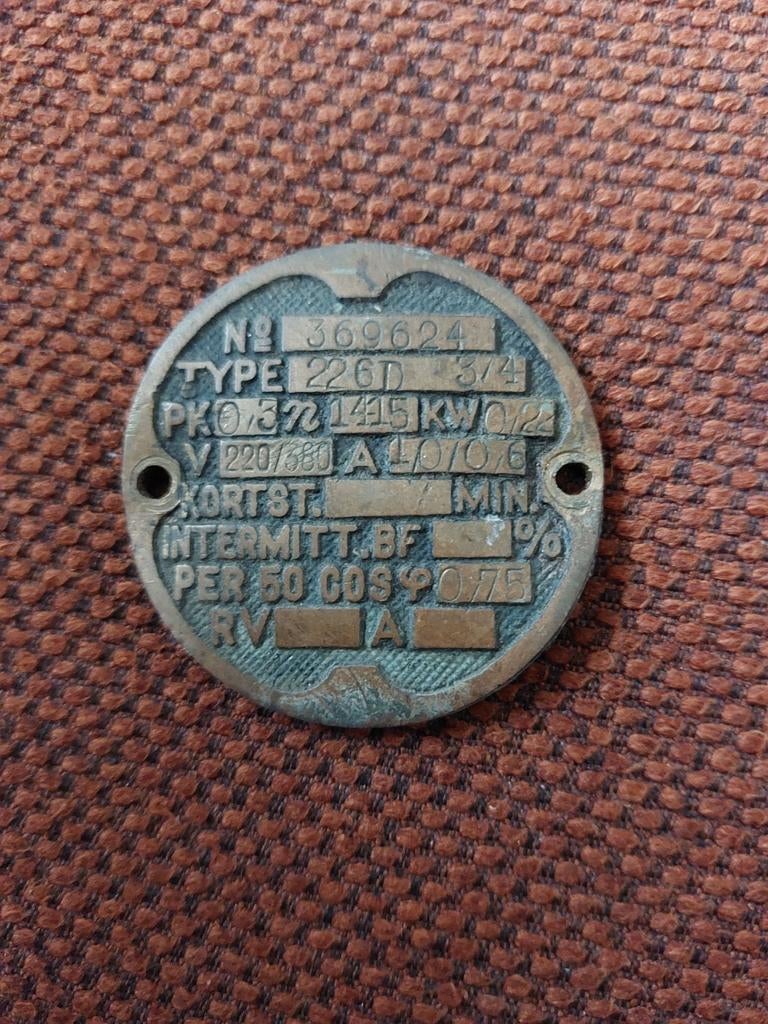 Nº 369624
TYPE 226D 3/4
PK 0,3 n 1415 KW 0,22
V 220/380 A 1,0/0,6
KORTST. MIN.
INTERMITT. BF %
PER 50 COS φ 0,75
RV A